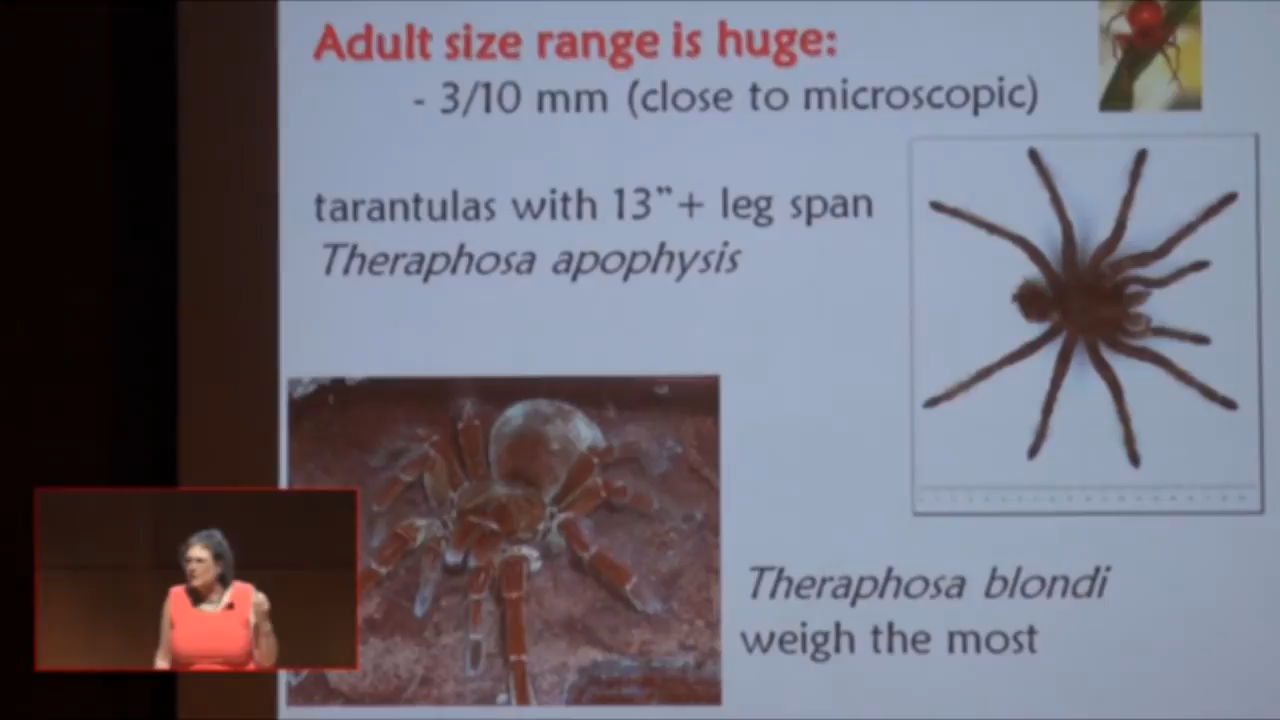 Adult size range is huge:
- 3/10 mm (close to microscopic)
tarantulas with 13”+ leg span
Theraphosa apophysis
Theraphosa blondi
weigh the most